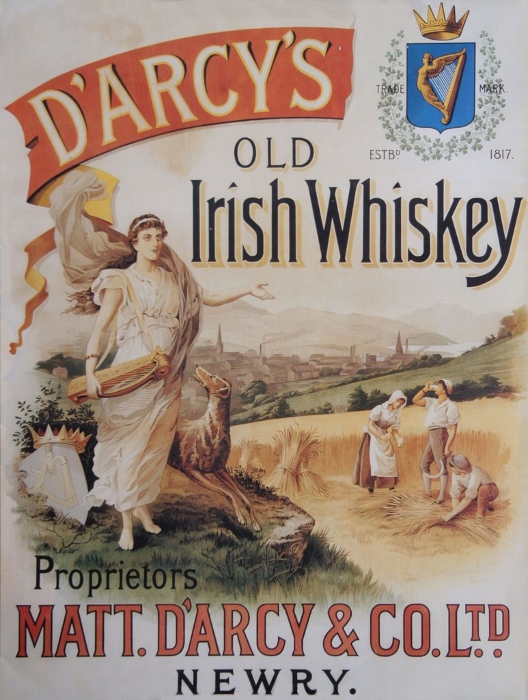 D'ARCY'S
TRADE MARK.
ESTBD 1817.
OLD
Irish Whiskey
Proprietors
MATT. D'ARCY & CO. LTD.
NEWRY.